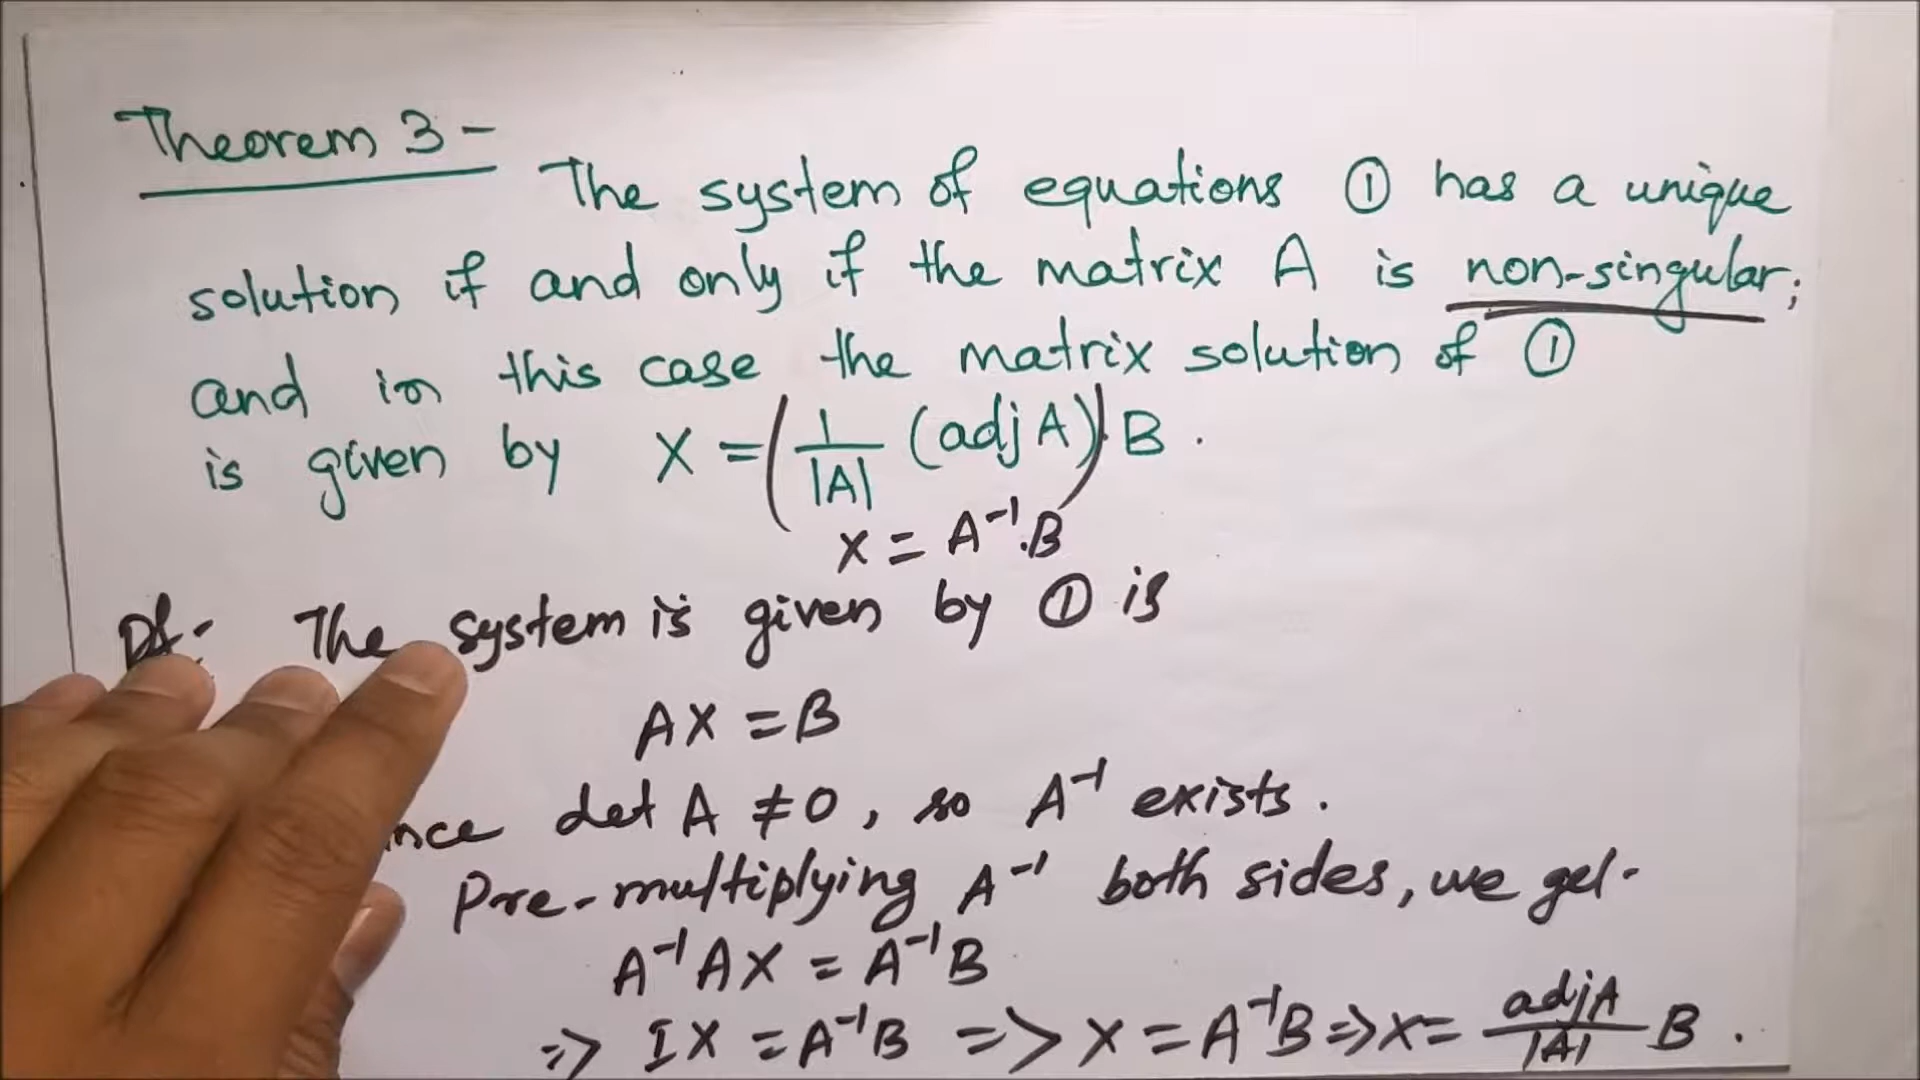 Theorem 3 -
The system of equations ① has a unique
solution if and only if the matrix A is non-singular;
and in this case the matrix solution of ①
is given by X = (1/|A| (adj A)) B.
X = A⁻¹.B
Pf:- The system is given by ① is
AX = B
det A ≠ 0, so A⁻¹ exists.
Pre-multiplying A⁻¹ both sides, we get-
A⁻¹AX = A⁻¹B
=> IX = A⁻¹B => X = A⁻¹B => X = adjA/|A| B.